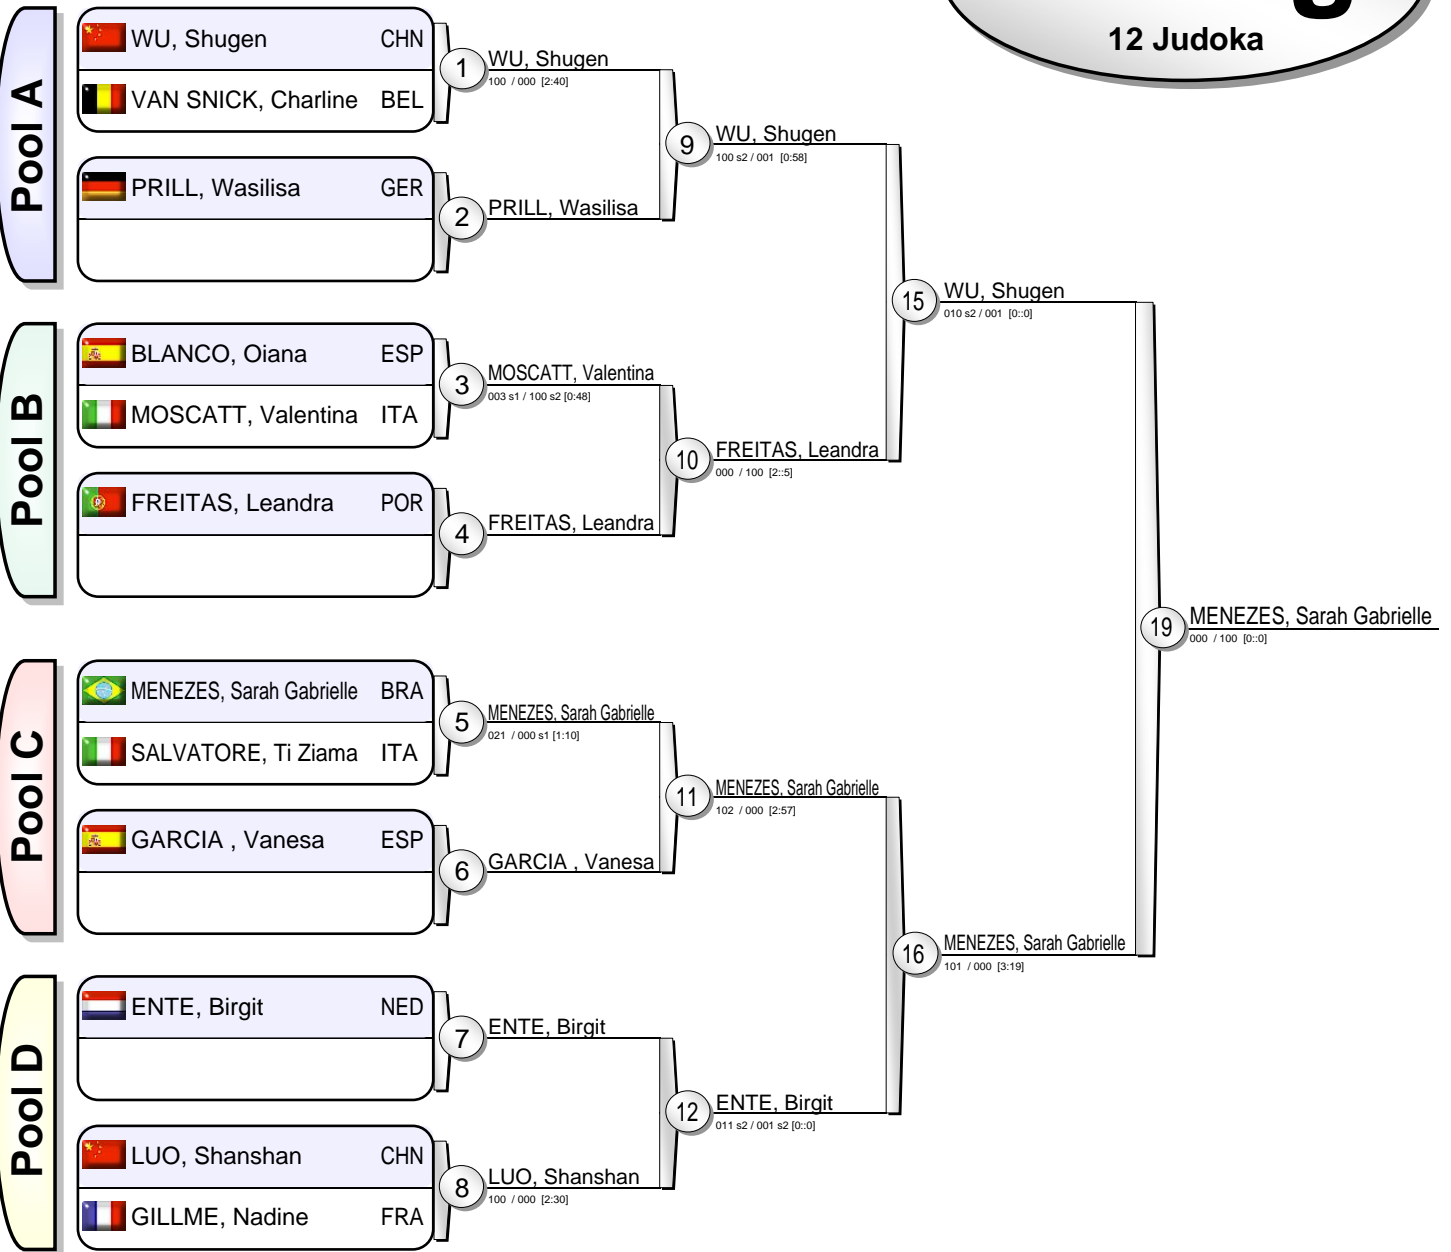 12 Judoka
Pool A
WU, Shugen CHN
VAN SNICK, Charline BEL
PRILL, Wasilisa GER
1
WU, Shugen
100 / 000 [2:40]
2
PRILL, Wasilisa
9
WU, Shugen
100 s2 / 001 [0:58]
Pool B
BLANCO, Oiana ESP
MOSCATT, Valentina ITA
FREITAS, Leandra POR
3
MOSCATT, Valentina
003 s1 / 100 s2 [0:48]
4
FREITAS, Leandra
10
FREITAS, Leandra
000 / 100 [2::5]
15
WU, Shugen
010 s2 / 001 [0::0]
Pool C
MENEZES, Sarah Gabrielle BRA
SALVATORE, Ti Ziama ITA
GARCIA , Vanesa ESP
5
MENEZES, Sarah Gabrielle
021 / 000 s1 [1:10]
6
GARCIA , Vanesa
11
MENEZES, Sarah Gabrielle
102 / 000 [2:57]
Pool D
ENTE, Birgit NED
LUO, Shanshan CHN
GILLME, Nadine FRA
7
ENTE, Birgit
8
LUO, Shanshan
100 / 000 [2:30]
12
ENTE, Birgit
011 s2 / 001 s2 [0::0]
16
MENEZES, Sarah Gabrielle
101 / 000 [3:19]
19
MENEZES, Sarah Gabrielle
000 / 100 [0::0]